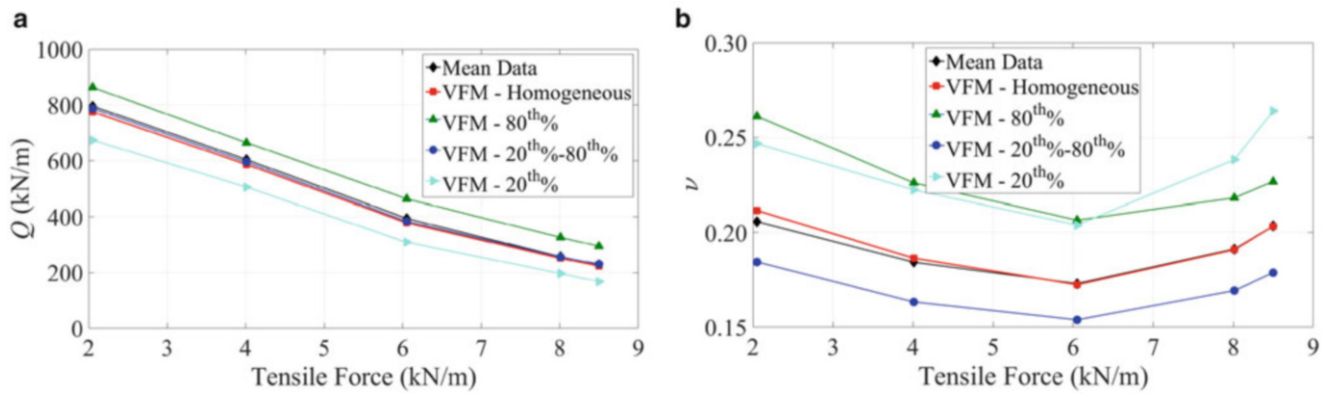 a
1000
800
600
400
200
0
Q (kN/m)
2 3 4 5 6 7 8 9
Tensile Force (kN/m)
Mean Data
VFM - Homogeneous
VFM - 80th%
VFM - 20th%-80th%
VFM - 20th%
b
0.30
0.25
0.20
0.15
ν
2 3 4 5 6 7 8 9
Tensile Force (kN/m)
Mean Data
VFM - Homogeneous
VFM - 80th%
VFM - 20th%-80th%
VFM - 20th%